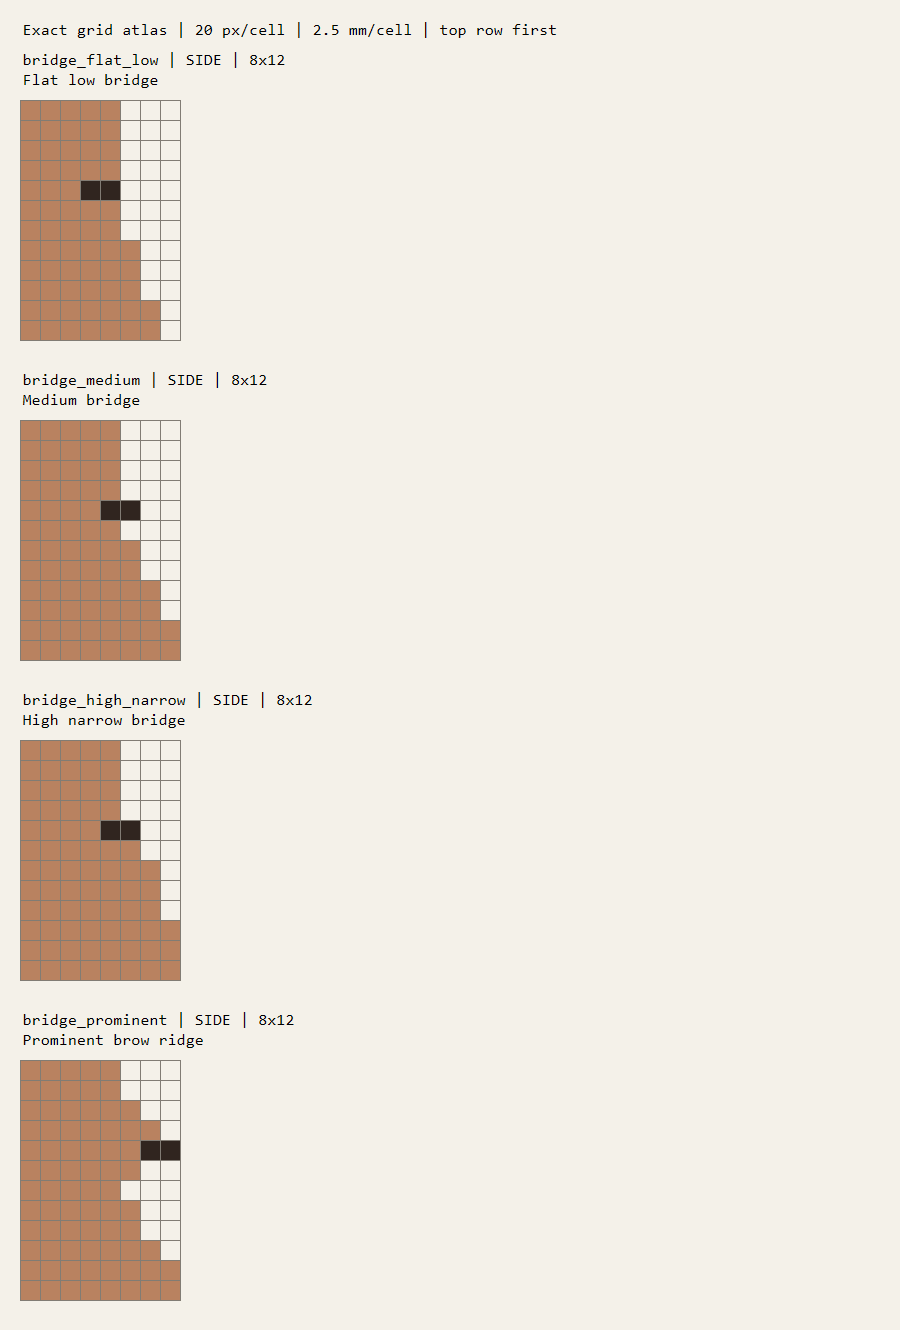 Exact grid atlas | 20 px/cell | 2.5 mm/cell | top row first
bridge_flat_low | SIDE | 8x12
Flat low bridge
bridge_medium | SIDE | 8x12
Medium bridge
bridge_high_narrow | SIDE | 8x12
High narrow bridge
bridge_prominent | SIDE | 8x12
Prominent brow ridge